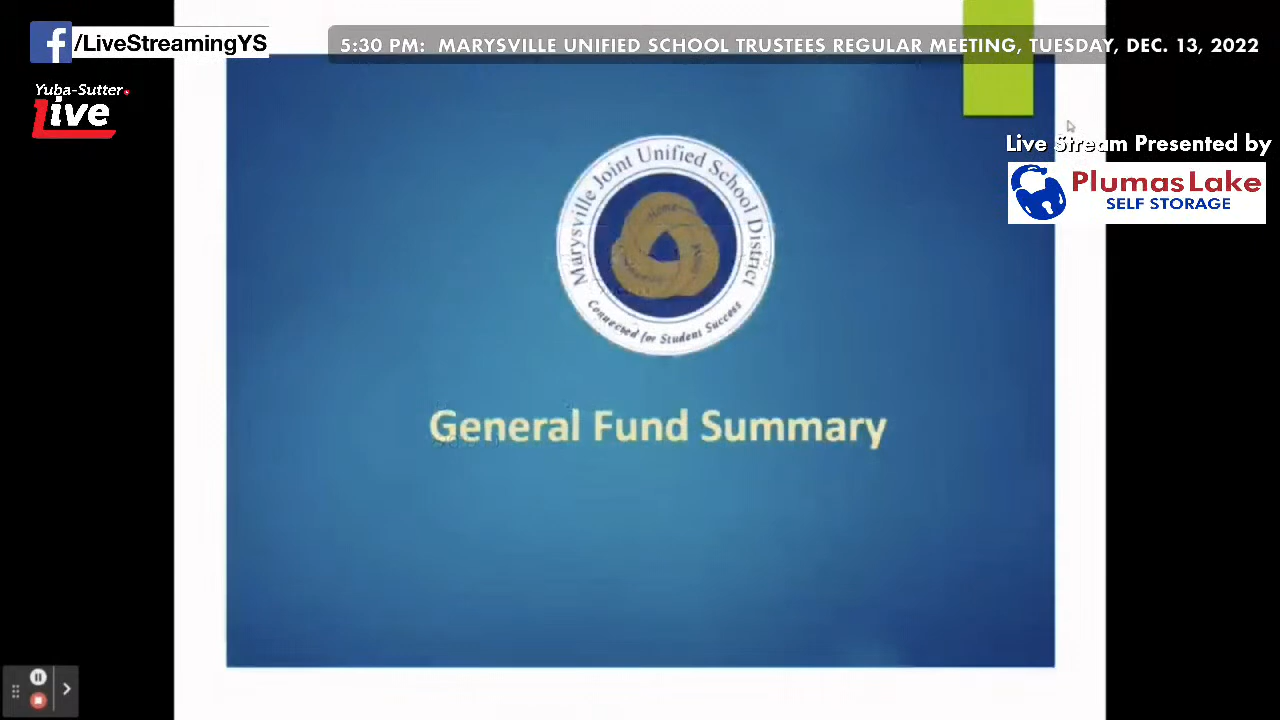 /LiveStreamingYS
5:30 PM: MARYSVILLE UNIFIED SCHOOL TRUSTEES REGULAR MEETING, TUESDAY, DEC. 13, 2022
Yuba-Sutter
Live
Live Stream Presented by
Plumas Lake
SELF STORAGE
Marysville Joint Unified School District
Connected for Student Success
General Fund Summary